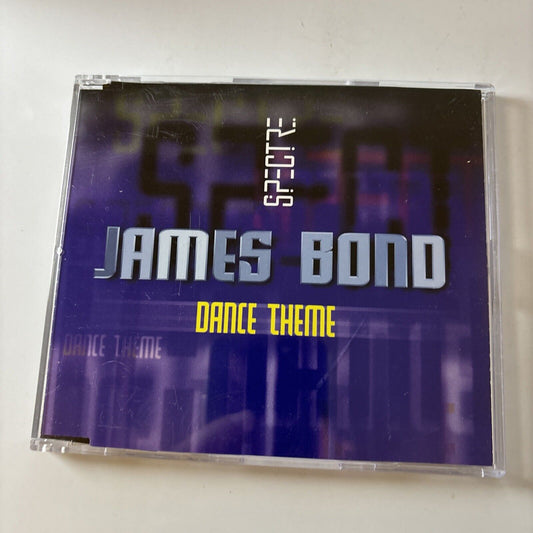 SPECTRE
JAMES BOND
DANCE THEME
DANCE THEME